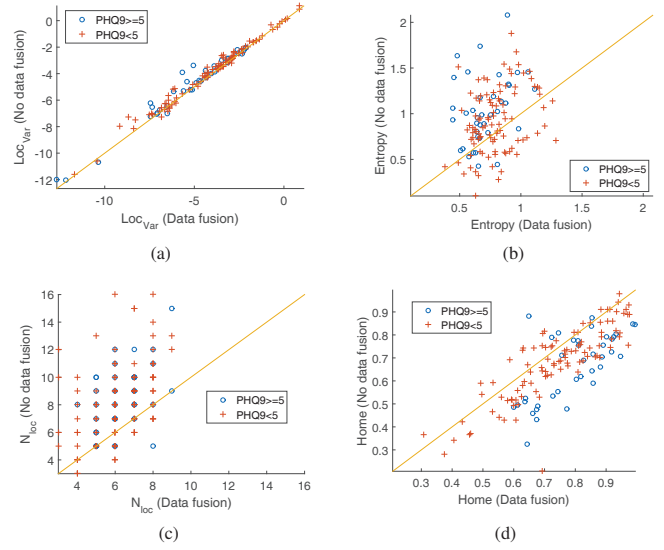 PHQ9>=5
PHQ9<5
0
-2
-4
-6
-8
-10
-12
-10
-5
0
Loc_Var (No data fusion)
Loc_Var (Data fusion)
(a)
PHQ9>=5
PHQ9<5
2
1.5
1
0.5
0.5
1
1.5
2
Entropy (No data fusion)
Entropy (Data fusion)
(b)
PHQ9>=5
PHQ9<5
16
14
12
10
8
6
4
4
6
8
10
12
14
16
N_loc (No data fusion)
N_loc (Data fusion)
(c)
PHQ9>=5
PHQ9<5
0.9
0.8
0.7
0.6
0.5
0.4
0.3
0.3
0.4
0.5
0.6
0.7
0.8
0.9
Home (No data fusion)
Home (Data fusion)
(d)